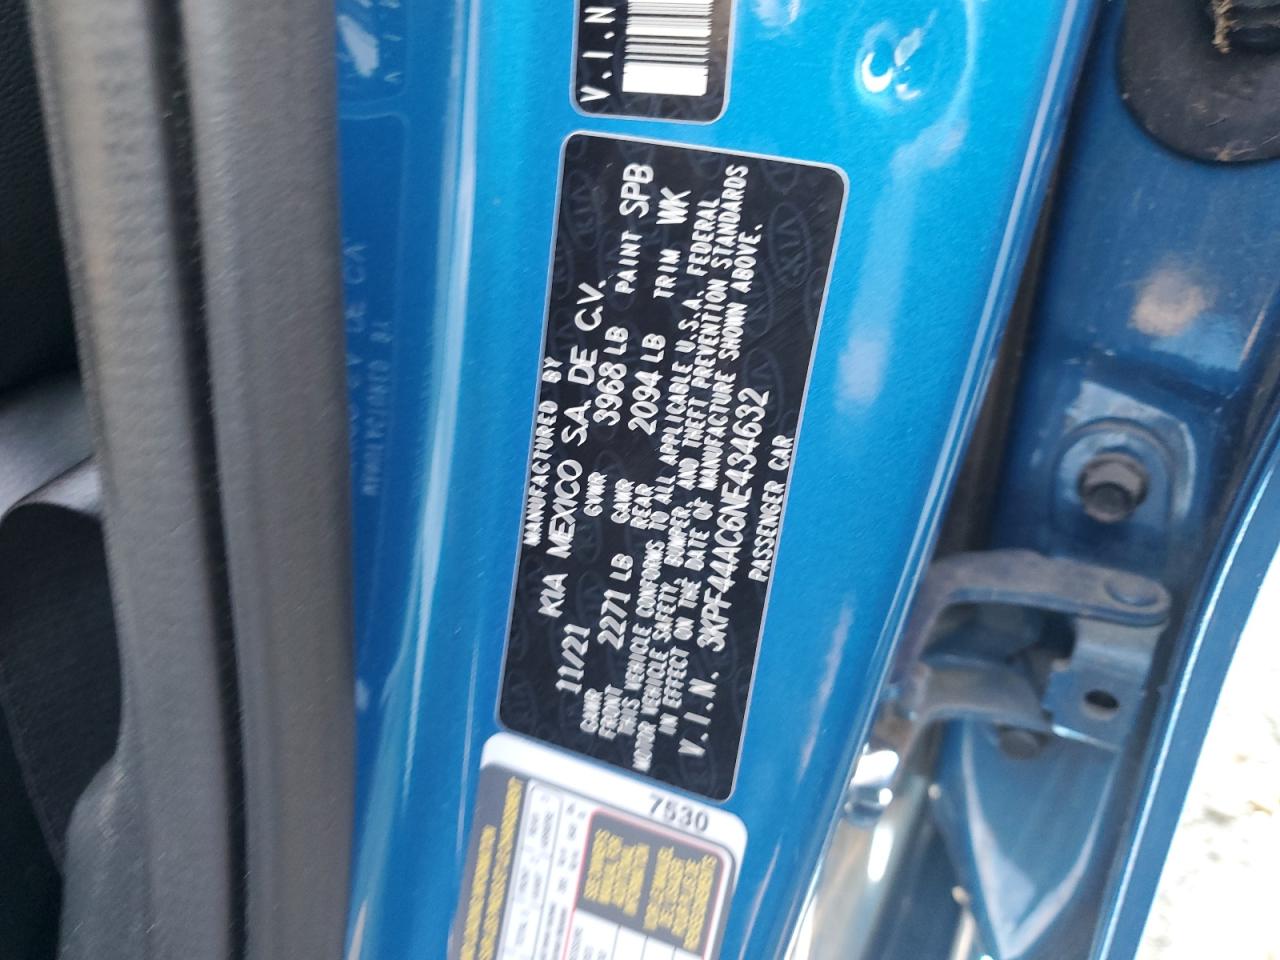 V.I.N
MANUFACTURED BY
KIA MEXICO S.A. DE C.V.
11/21 GVWR 3968 LB PAINT SPB
GAWR FRONT 2271 LB GAWR REAR 2094 LB TRIM WK
THIS VEHICLE CONFORMS TO ALL APPLICABLE U.S.A. FEDERAL
MOTOR VEHICLE SAFETY, BUMPER, AND THEFT PREVENTION STANDARDS
IN EFFECT ON THE DATE OF MANUFACTURE SHOWN ABOVE.
V.I.N. 3KPF44AC6NE434632
PASSENGER CAR
7530